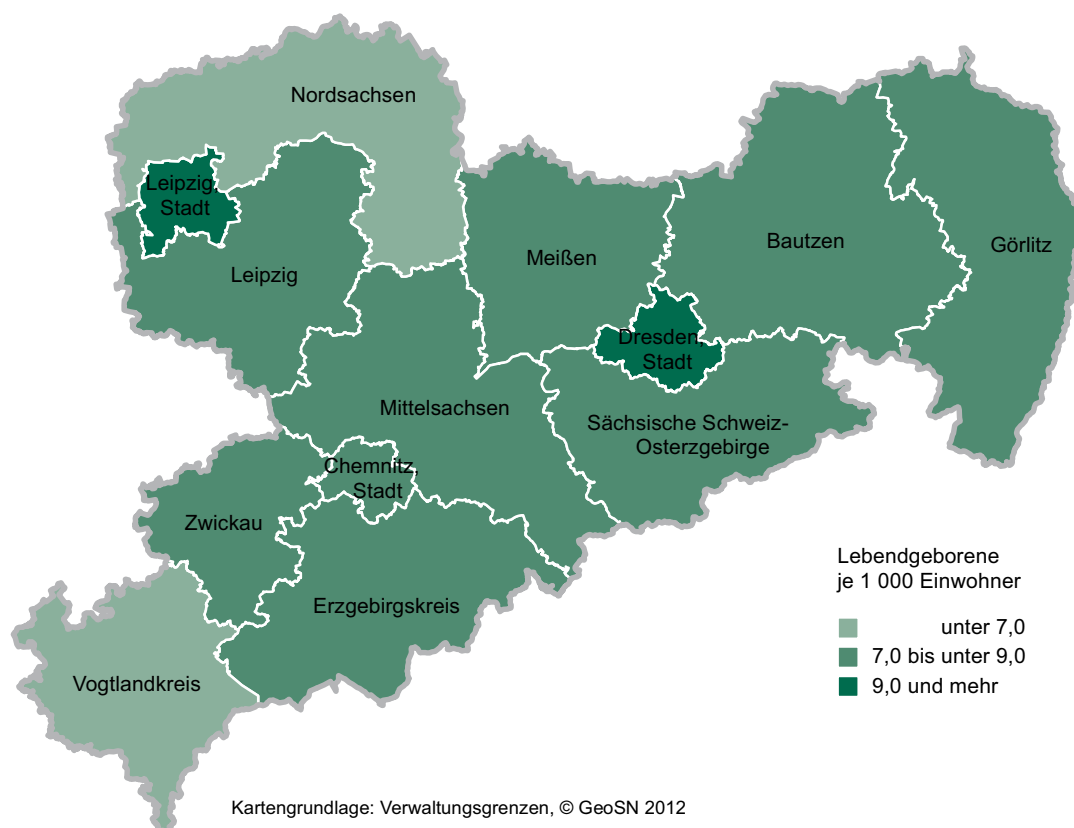 Nordsachsen
Leipzig,
Stadt
Leipzig
Meißen
Bautzen
Görlitz
Dresden,
Stadt
Mittelsachsen
Sächsische Schweiz-
Osterzgebirge
Chemnitz,
Stadt
Zwickau
Erzgebirgskreis
Vogtlandkreis
Lebendgeborene
je 1 000 Einwohner
unter 7,0
7,0 bis unter 9,0
9,0 und mehr
Kartengrundlage: Verwaltungsgrenzen, © GeoSN 2012